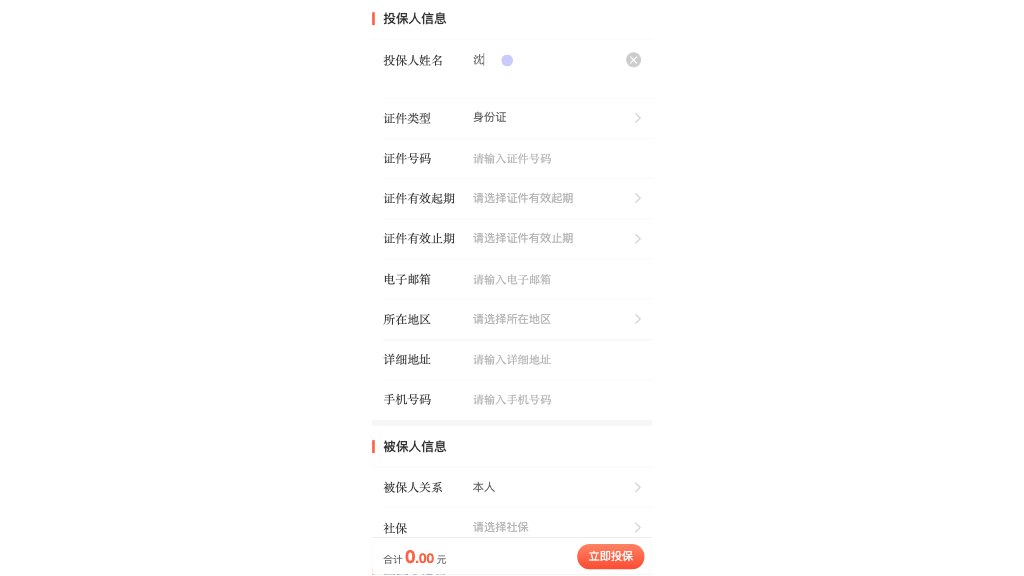 投保人信息
投保人姓名 沈
证件类型 身份证
证件号码 请输入证件号码
证件有效起期 请选择证件有效起期
证件有效止期 请选择证件有效止期
电子邮箱 请输入电子邮箱
所在地区 请选择所在地区
详细地址 请输入详细地址
手机号码 请输入手机号码
被保人信息
被保人关系 本人
社保 请选择社保
合计 0.00 元 立即投保